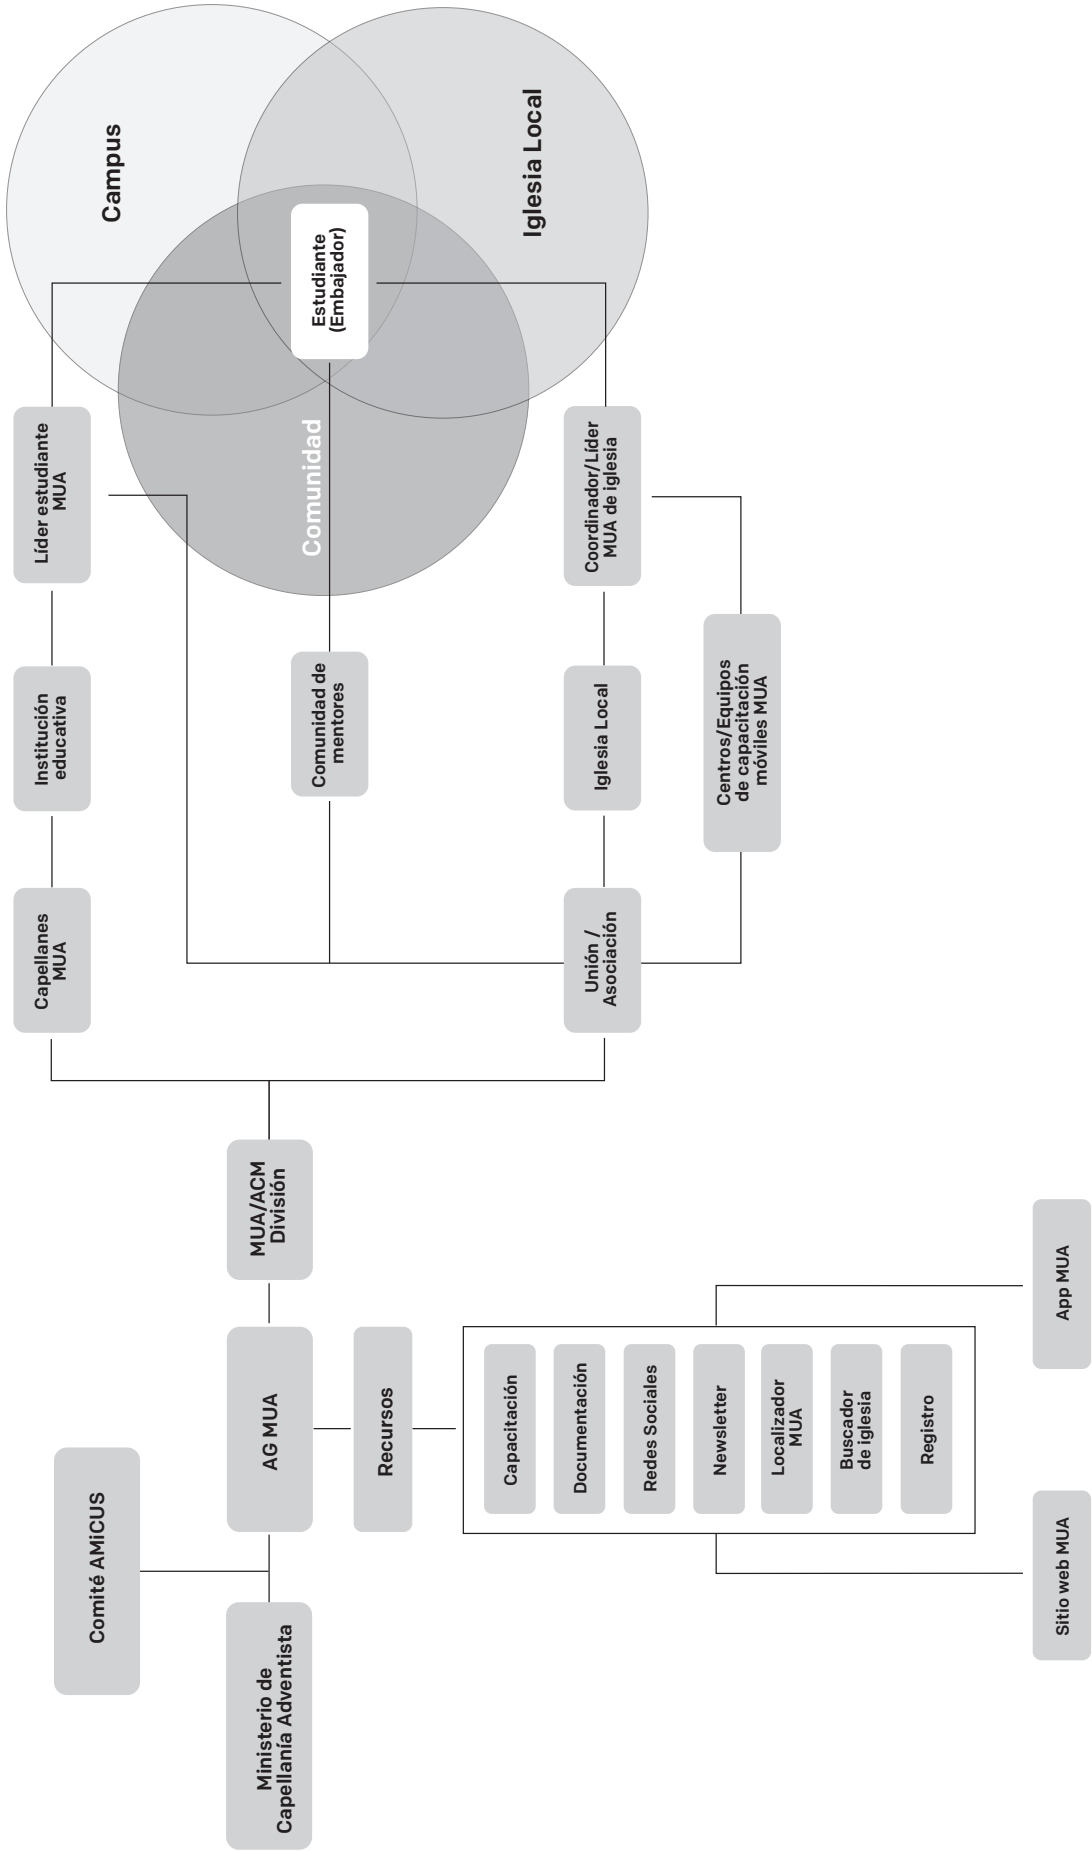 Comité AMiCUS
Ministerio de
Capellanía Adventista
AG MUA
MUA/ACM
División
Recursos
Capacitación
Documentación
Redes Sociales
Newsletter
Localizador
MUA
Buscador
de iglesia
Registro
Sitio web MUA
App MUA
Capellanes
MUA
Institución
educativa
Líder estudiante
MUA
Comunidad de
mentores
Unión /
Asociación
Iglesia Local
Coordinador/Líder
MUA de iglesia
Centros/Equipos
de capacitación
móviles MUA
Campus
Comunidad
Estudiante
(Embajador)
Iglesia Local